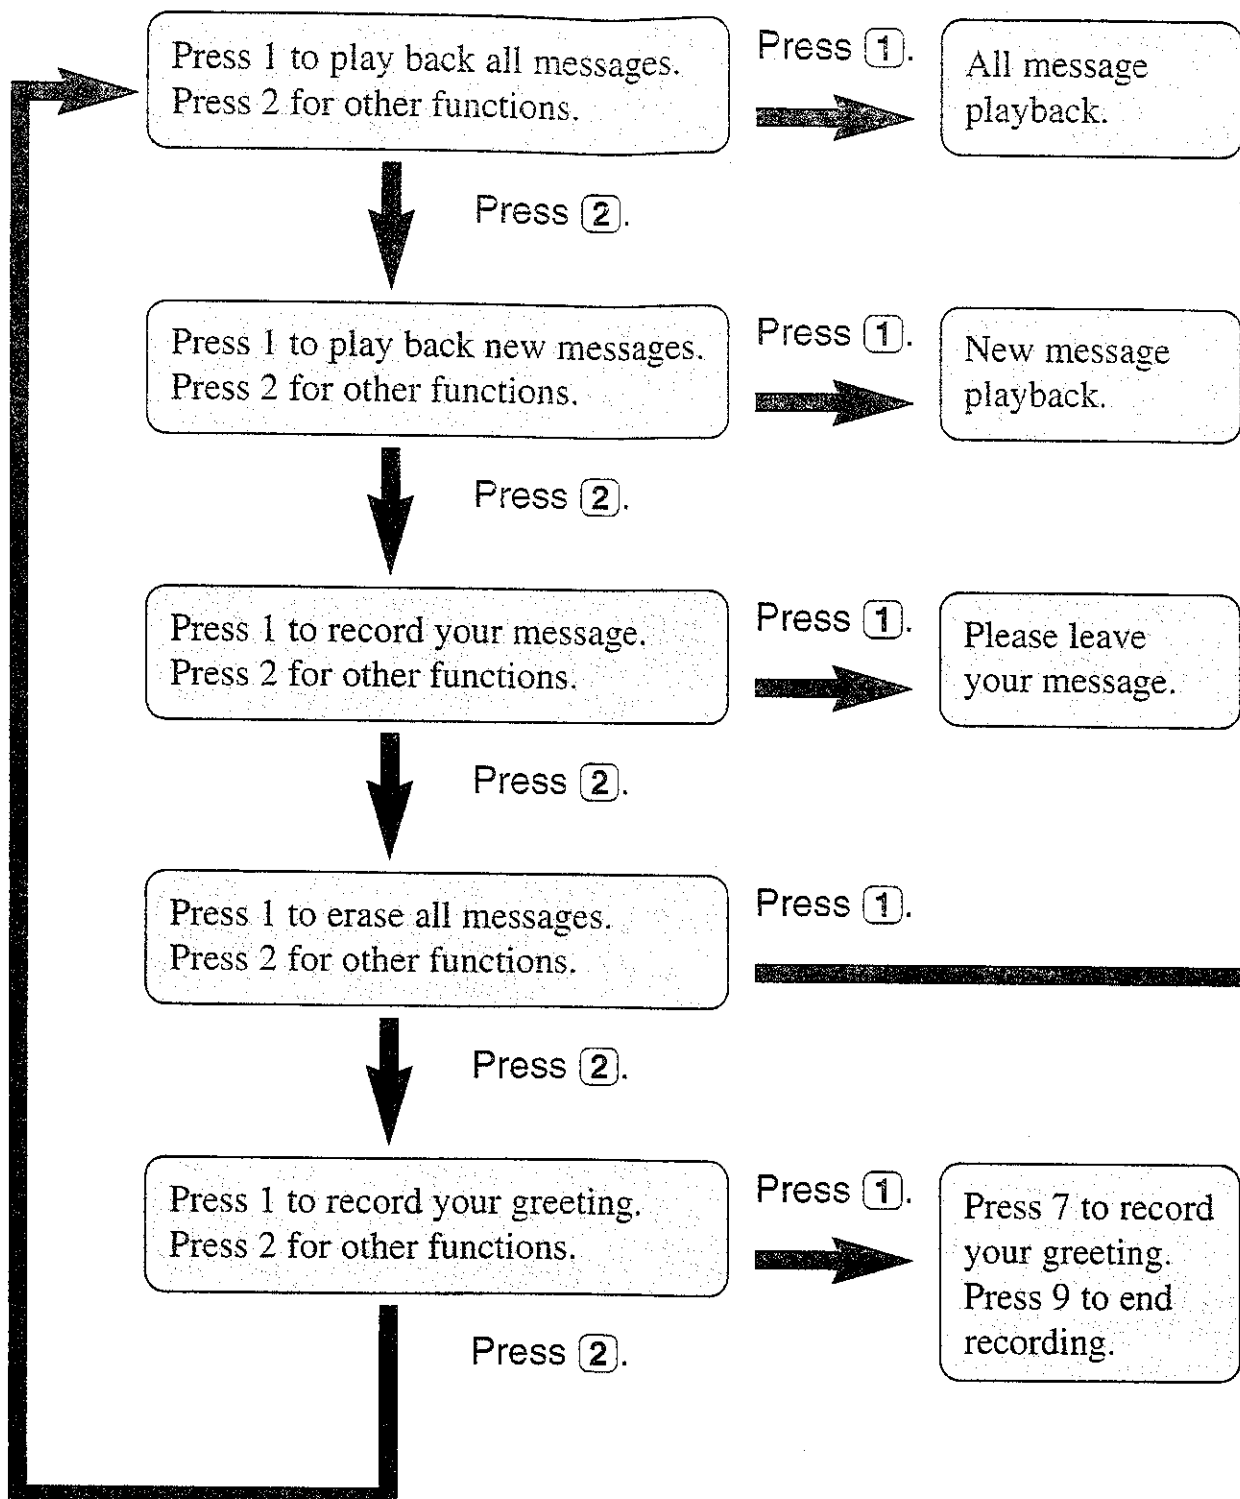 Press 1 to play back all messages.
Press 2 for other functions.
Press 1.
All message
playback.
Press 2.
Press 1 to play back new messages.
Press 2 for other functions.
Press 1.
New message
playback.
Press 2.
Press 1 to record your message.
Press 2 for other functions.
Press 1.
Please leave
your message.
Press 2.
Press 1 to erase all messages.
Press 2 for other functions.
Press 1.
Press 2.
Press 1 to record your greeting.
Press 2 for other functions.
Press 1.
Press 7 to record
your greeting.
Press 9 to end
recording.
Press 2.